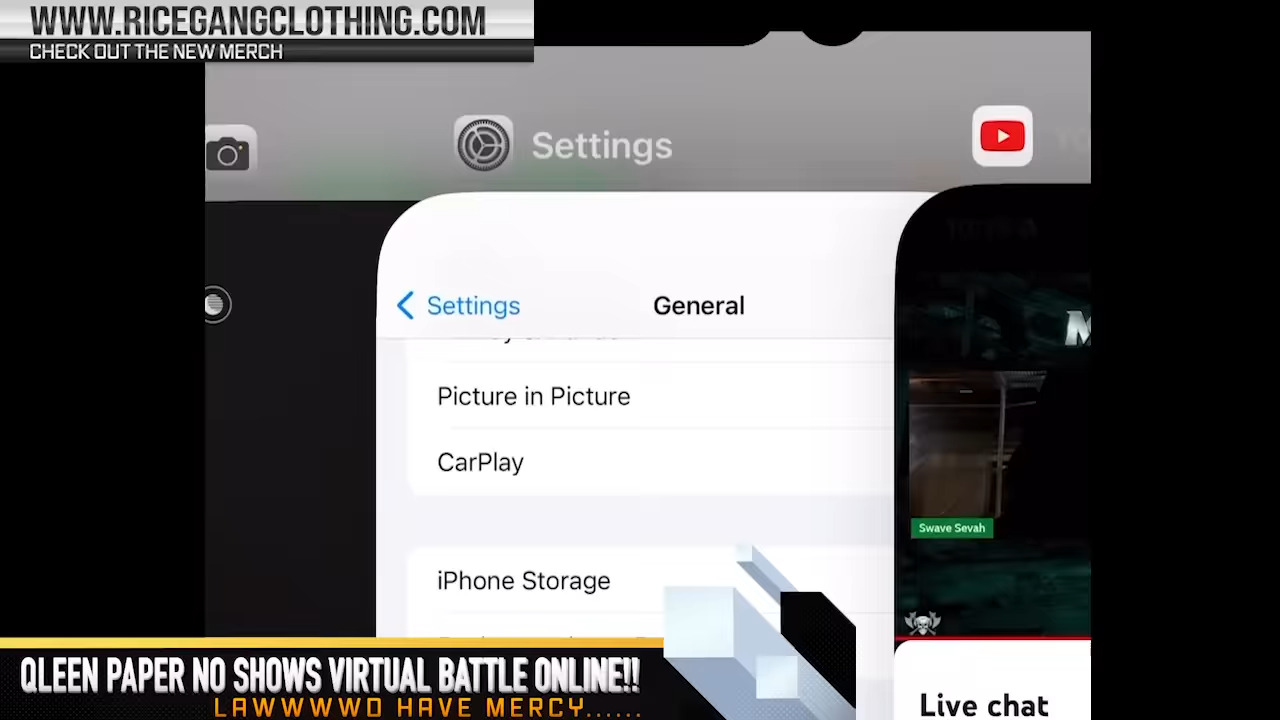 WWW.RICEGANGCLOTHING.COM
CHECK OUT THE NEW MERCH
Settings
Settings
General
Picture in Picture
CarPlay
iPhone Storage
Swave Sevah
Live chat
QLEEN PAPER NO SHOWS VIRTUAL BATTLE ONLINE!!
LAWWWWD HAVE MERCY......